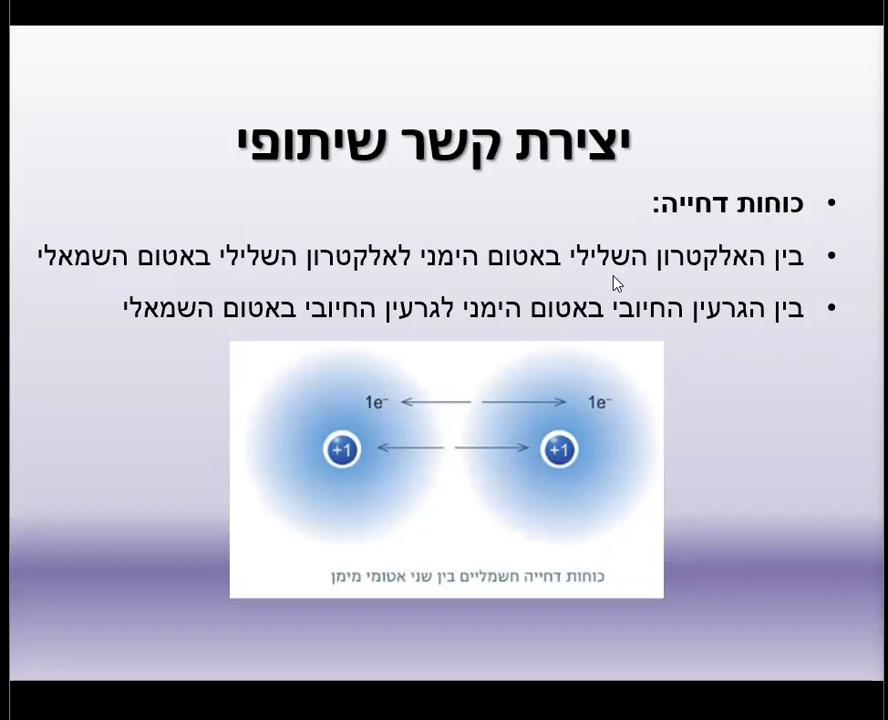 יצירת קשר שיתופי
• כוחות דחייה:
• בין האלקטרון השלילי באטום הימני לאלקטרון השלילי באטום השמאלי
• בין הגרעין החיובי באטום הימני לגרעין החיובי באטום השמאלי
1e⁻ 1e⁻
+1 +1
כוחות דחייה חשמליים בין שני אטומי מימן